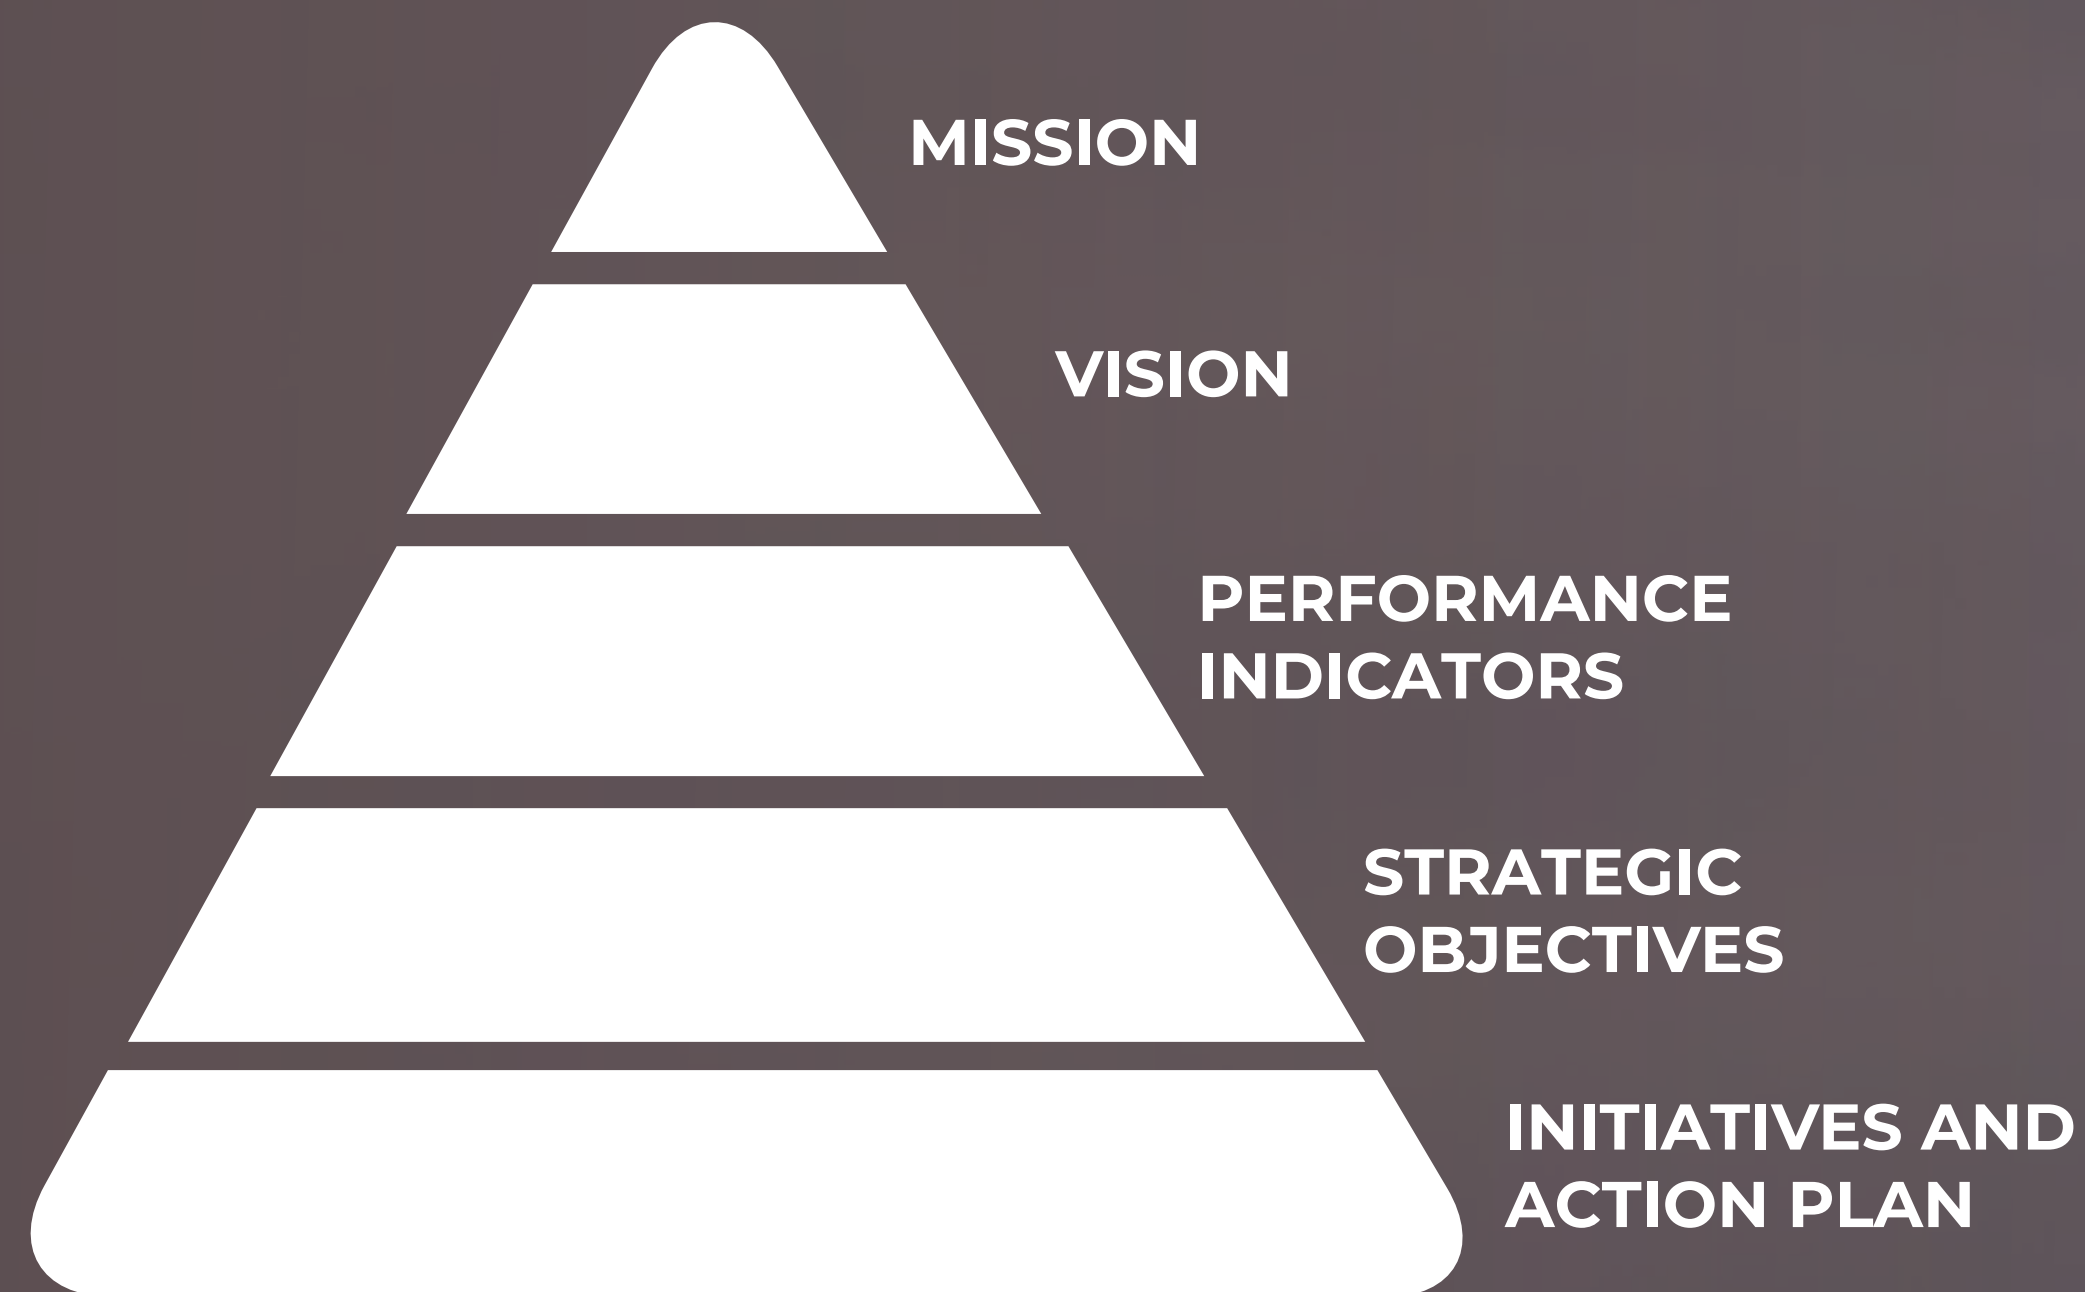 MISSION
VISION
PERFORMANCE
INDICATORS
STRATEGIC
OBJECTIVES
INITIATIVES AND
ACTION PLAN